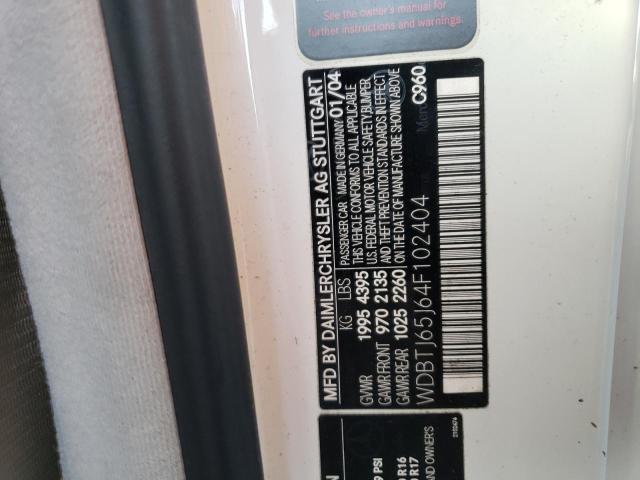 See the owner's manual for
further instructions and warnings.
MFD BY DAIMLERCHRYSLER AG STUTTGART
PASSENGER CAR MADE IN GERMANY 01/04
KG LBS
GVWR 1995 4395
GAWR FRONT 970 2135
GAWR REAR 1025 2260
THIS VEHICLE CONFORMS TO ALL APPLICABLE
U.S. FEDERAL MOTOR VEHICLE SAFETY, BUMPER
AND THEFT PREVENTION STANDARDS IN EFFECT
ON THE DATE OF MANUFACTURE SHOWN ABOVE
WDBTJ65J64F102404
C960
PSI
R16
R17
AND OWNER'S